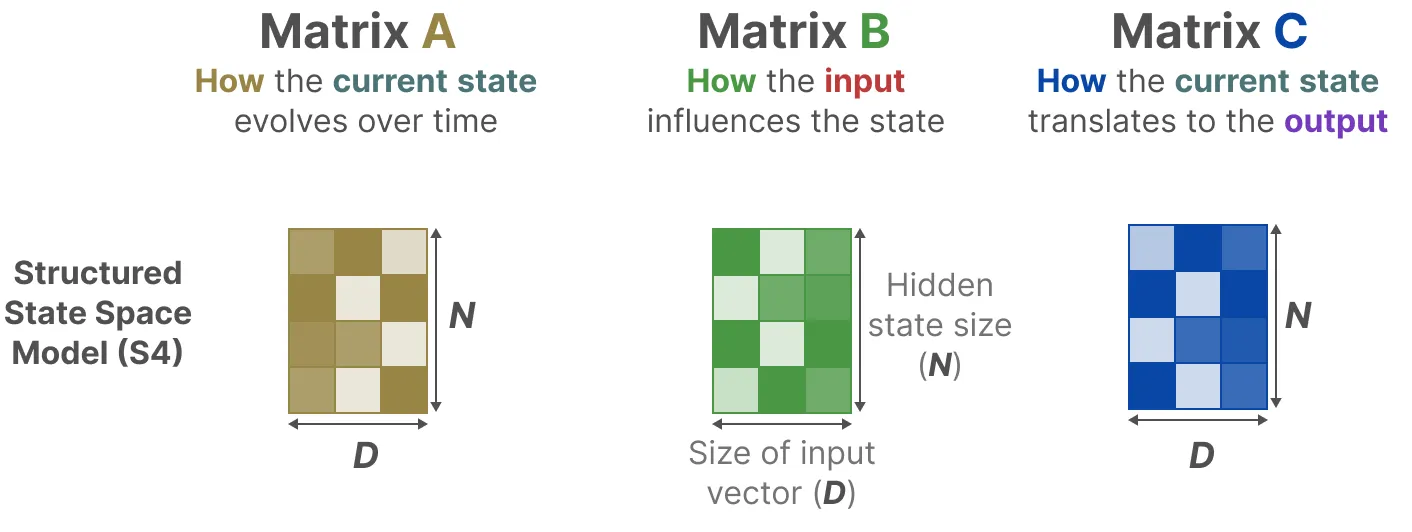 Matrix A
How the current state
evolves over time
Matrix B
How the input
influences the state
Matrix C
How the current state
translates to the output
Structured
State Space
Model (S4)
N
D
Hidden
state size
(N)
Size of input
vector (D)
N
D